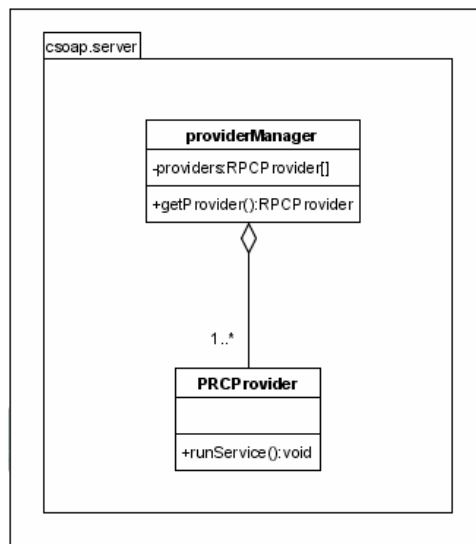 csoap.server
providerManager
-providers:RPCProvider[]
+getProvider():RPCProvider
1..*
PRCProvider
+runService():void